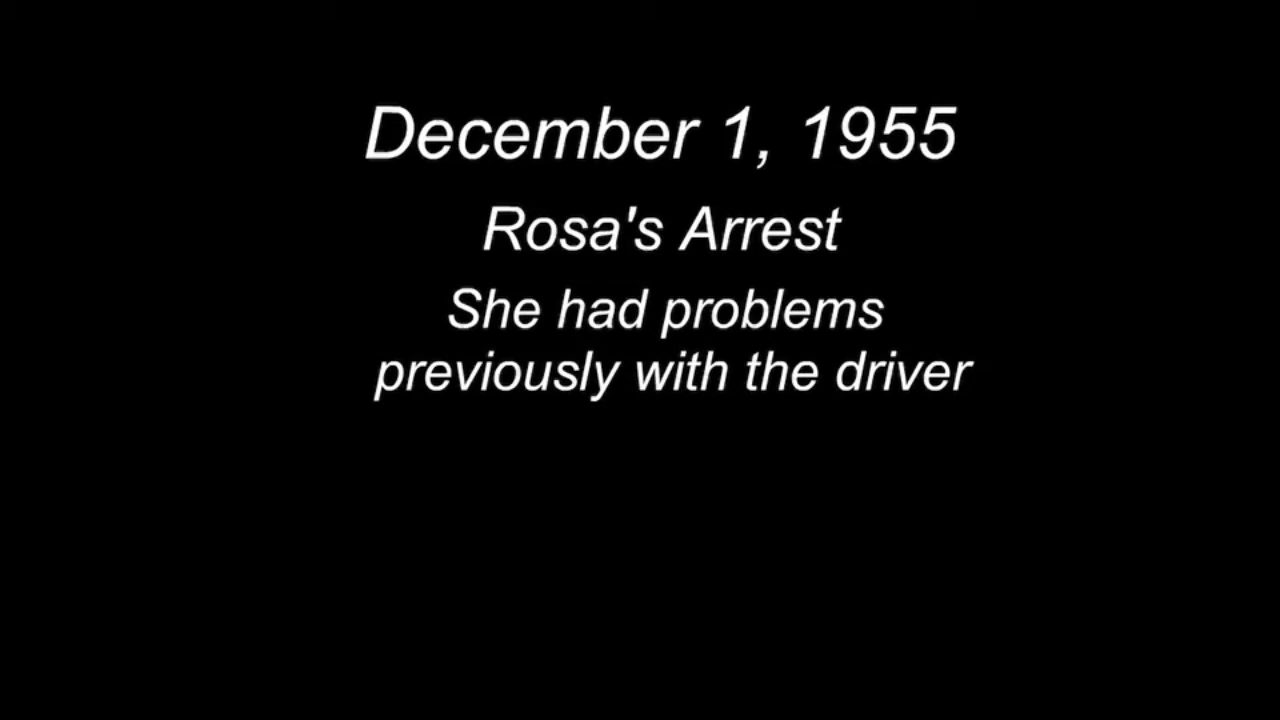 December 1, 1955
Rosa's Arrest
She had problems
previously with the driver